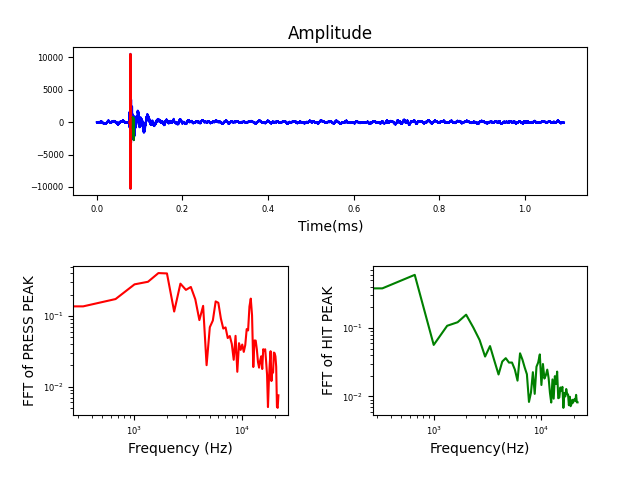 Amplitude
10000
5000
0
−5000
−10000
0.0 0.2 0.4 0.6 0.8 1.0
Time(ms)
FFT of PRESS PEAK
10⁻¹
10⁻²
10³ 10⁴
Frequency (Hz)
FFT of HIT PEAK
10⁻¹
10⁻²
10³ 10⁴
Frequency(Hz)